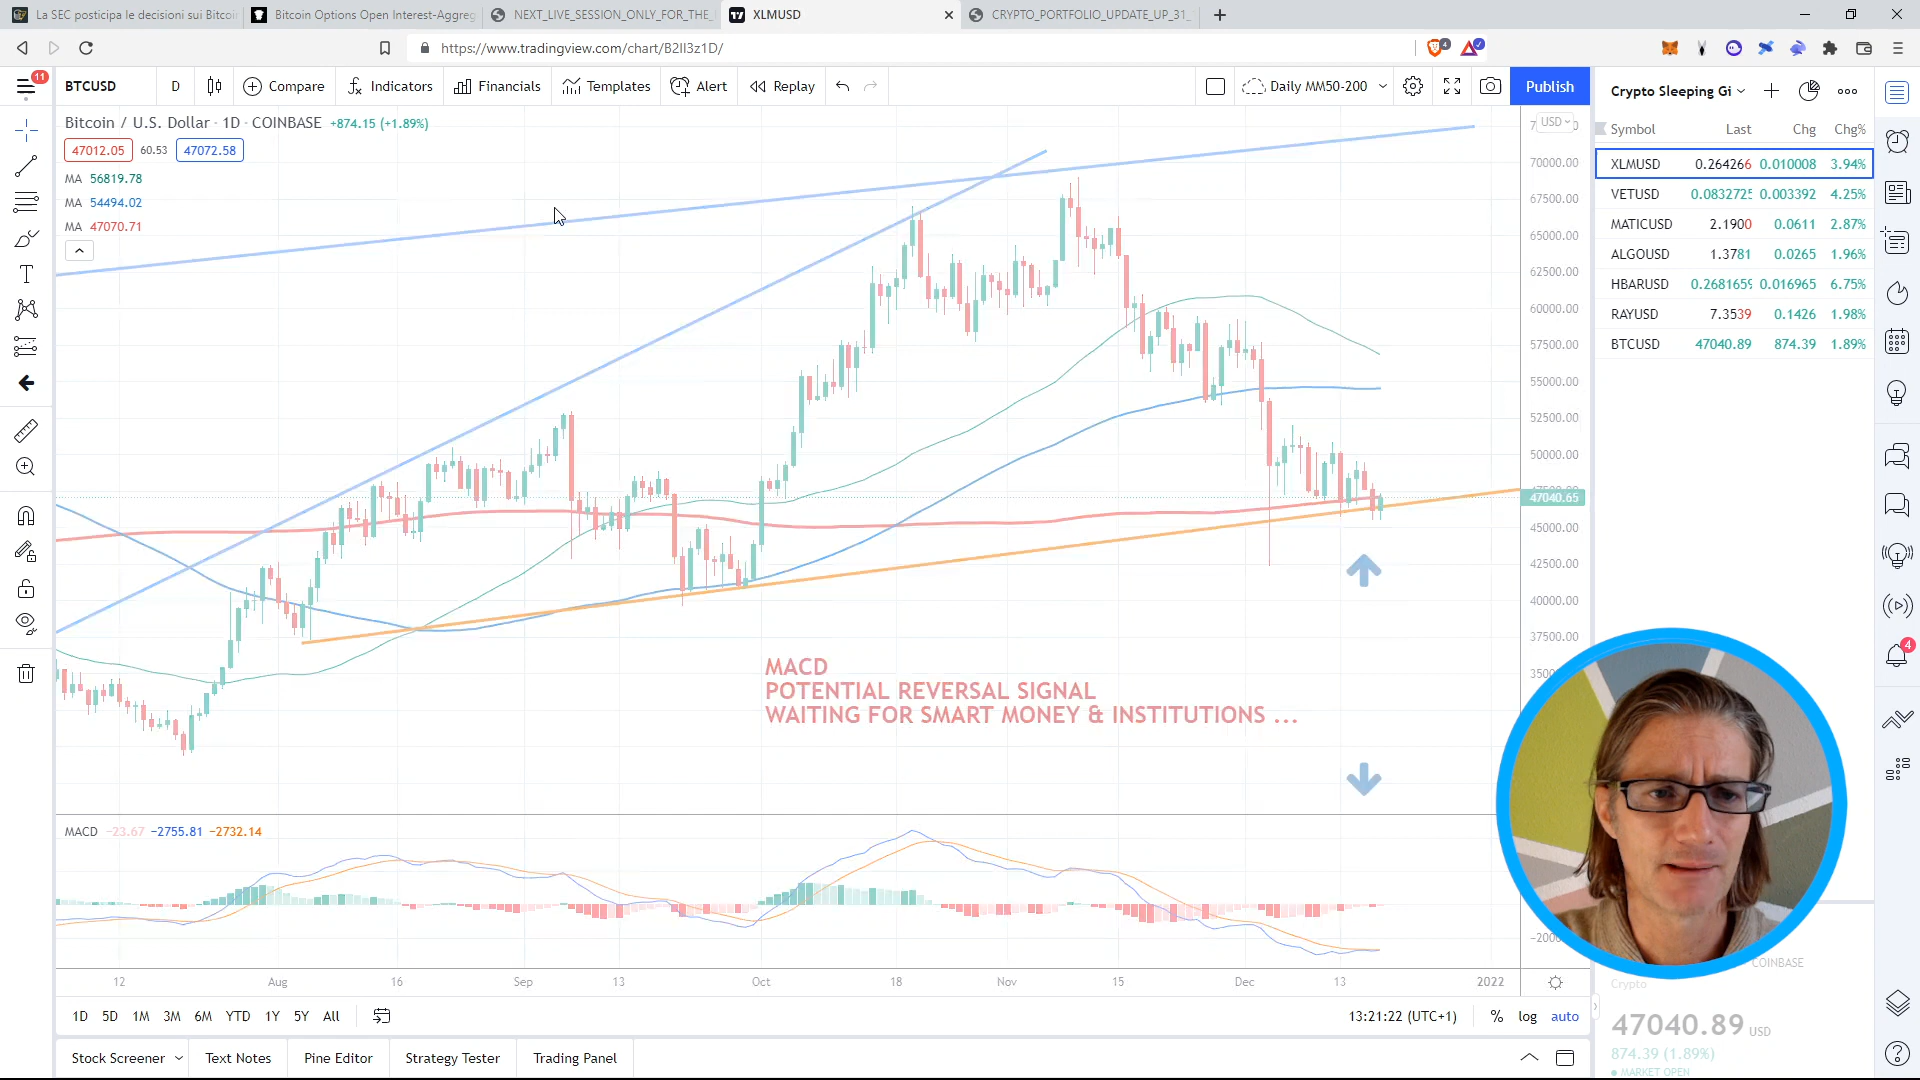 La SEC posticipa le decisioni sui Bitcoin
Bitcoin Options Open Interest-Aggreg
NEXT_LIVE_SESSION_ONLY_FOR_THE_
XLMUSD
CRYPTO_PORTFOLIO_UPDATE_UP_31_
https://www.tradingview.com/chart/B2II3z1D/
4
11
BTCUSD
D
Compare
Indicators
Financials
Templates
Alert
Replay
Daily MM50-200
Publish
Crypto Sleeping Gi
Bitcoin / U.S. Dollar · 1D · COINBASE +874.15 (+1.89%)
47012.05 60.53 47072.58
MA 56819.78
MA 54494.02
MA 47070.71
USD
70000.00
67500.00
65000.00
62500.00
60000.00
57500.00
55000.00
52500.00
50000.00
47040.65
45000.00
42500.00
40000.00
37500.00
Symbol Last Chg Chg%
XLMUSD 0.264266 0.010008 3.94%
VETUSD 0.0832725 0.003392 4.25%
MATICUSD 2.1900 0.0611 2.87%
ALGOUSD 1.3781 0.0265 1.96%
HBARUSD 0.2681659 0.016965 6.75%
RAYUSD 7.3539 0.1426 1.98%
BTCUSD 47040.89 874.39 1.89%
4
MACD
POTENTIAL REVERSAL SIGNAL
WAITING FOR SMART MONEY & INSTITUTIONS ...
MACD −23.67 −2755.81 −2732.14
12 Aug 16 Sep 13 Oct 18 Nov 15 Dec 13 2022
1D 5D 1M 3M 6M YTD 1Y 5Y All
13:21:22 (UTC+1) % log auto
Stock Screener
Text Notes
Pine Editor
Strategy Tester
Trading Panel
COINBASE
Crypto
47040.89 USD
874.39 (1.89%)
MARKET OPEN